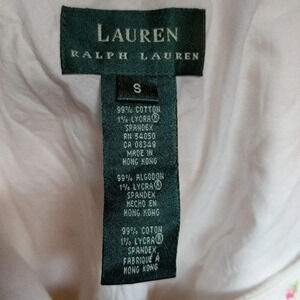 LAUREN
RALPH LAUREN
S
99% COTTON
1% LYCRA®
SPANDEX
RN 54050
CA 08349
MADE IN
HONG KONG
99% ALGODON
1% LYCRA®
SPANDEX
HECHO EN
HONG KONG
99% COTON
1% LYCRA®
SPANDEX
FABRIQUÉ À
HONG KONG